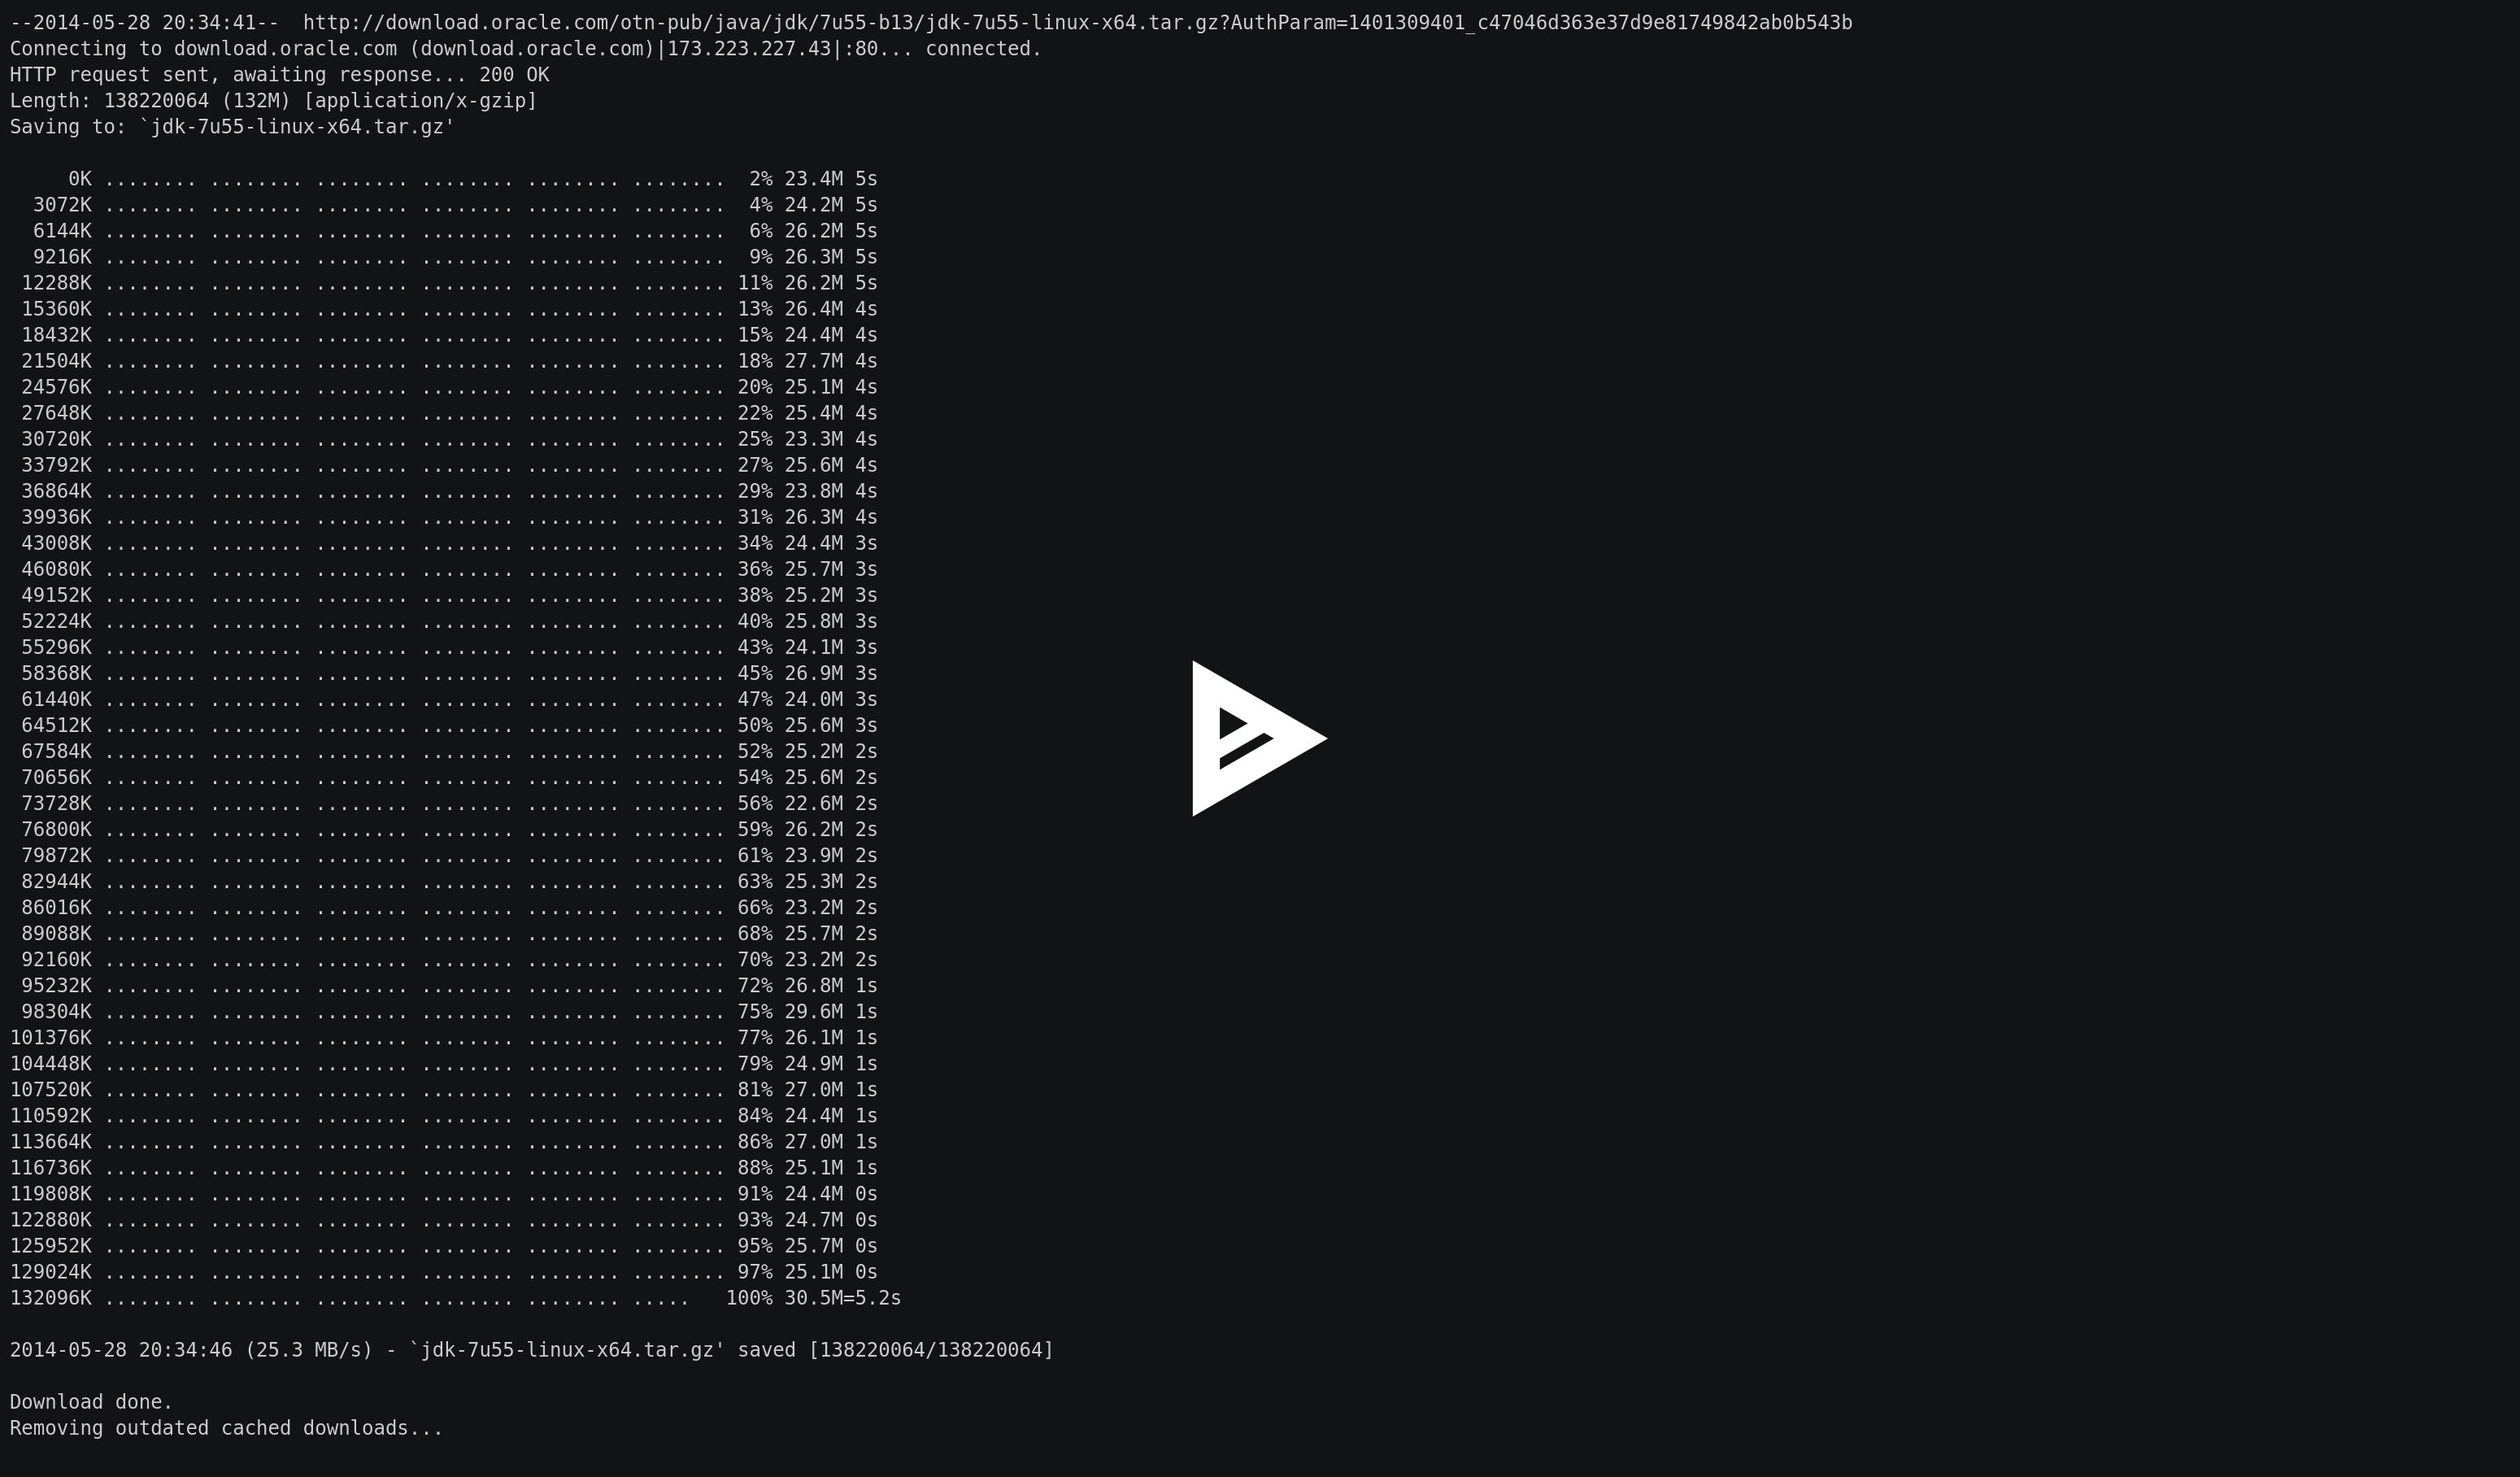 --2014-05-28 20:34:41--  http://download.oracle.com/otn-pub/java/jdk/7u55-b13/jdk-7u55-linux-x64.tar.gz?AuthParam=1401309401_c47046d363e37d9e81749842ab0b543b
Connecting to download.oracle.com (download.oracle.com)|173.223.227.43|:80... connected.
HTTP request sent, awaiting response... 200 OK
Length: 138220064 (132M) [application/x-gzip]
Saving to: `jdk-7u55-linux-x64.tar.gz'

     0K ........ ........ ........ ........ ........ ........  2% 23.4M 5s
  3072K ........ ........ ........ ........ ........ ........  4% 24.2M 5s
  6144K ........ ........ ........ ........ ........ ........  6% 26.2M 5s
  9216K ........ ........ ........ ........ ........ ........  9% 26.3M 5s
 12288K ........ ........ ........ ........ ........ ........ 11% 26.2M 5s
 15360K ........ ........ ........ ........ ........ ........ 13% 26.4M 4s
 18432K ........ ........ ........ ........ ........ ........ 15% 24.4M 4s
 21504K ........ ........ ........ ........ ........ ........ 18% 27.7M 4s
 24576K ........ ........ ........ ........ ........ ........ 20% 25.1M 4s
 27648K ........ ........ ........ ........ ........ ........ 22% 25.4M 4s
 30720K ........ ........ ........ ........ ........ ........ 25% 23.3M 4s
 33792K ........ ........ ........ ........ ........ ........ 27% 25.6M 4s
 36864K ........ ........ ........ ........ ........ ........ 29% 23.8M 4s
 39936K ........ ........ ........ ........ ........ ........ 31% 26.3M 4s
 43008K ........ ........ ........ ........ ........ ........ 34% 24.4M 3s
 46080K ........ ........ ........ ........ ........ ........ 36% 25.7M 3s
 49152K ........ ........ ........ ........ ........ ........ 38% 25.2M 3s
 52224K ........ ........ ........ ........ ........ ........ 40% 25.8M 3s
 55296K ........ ........ ........ ........ ........ ........ 43% 24.1M 3s
 58368K ........ ........ ........ ........ ........ ........ 45% 26.9M 3s
 61440K ........ ........ ........ ........ ........ ........ 47% 24.0M 3s
 64512K ........ ........ ........ ........ ........ ........ 50% 25.6M 3s
 67584K ........ ........ ........ ........ ........ ........ 52% 25.2M 2s
 70656K ........ ........ ........ ........ ........ ........ 54% 25.6M 2s
 73728K ........ ........ ........ ........ ........ ........ 56% 22.6M 2s
 76800K ........ ........ ........ ........ ........ ........ 59% 26.2M 2s
 79872K ........ ........ ........ ........ ........ ........ 61% 23.9M 2s
 82944K ........ ........ ........ ........ ........ ........ 63% 25.3M 2s
 86016K ........ ........ ........ ........ ........ ........ 66% 23.2M 2s
 89088K ........ ........ ........ ........ ........ ........ 68% 25.7M 2s
 92160K ........ ........ ........ ........ ........ ........ 70% 23.2M 2s
 95232K ........ ........ ........ ........ ........ ........ 72% 26.8M 1s
 98304K ........ ........ ........ ........ ........ ........ 75% 29.6M 1s
101376K ........ ........ ........ ........ ........ ........ 77% 26.1M 1s
104448K ........ ........ ........ ........ ........ ........ 79% 24.9M 1s
107520K ........ ........ ........ ........ ........ ........ 81% 27.0M 1s
110592K ........ ........ ........ ........ ........ ........ 84% 24.4M 1s
113664K ........ ........ ........ ........ ........ ........ 86% 27.0M 1s
116736K ........ ........ ........ ........ ........ ........ 88% 25.1M 1s
119808K ........ ........ ........ ........ ........ ........ 91% 24.4M 0s
122880K ........ ........ ........ ........ ........ ........ 93% 24.7M 0s
125952K ........ ........ ........ ........ ........ ........ 95% 25.7M 0s
129024K ........ ........ ........ ........ ........ ........ 97% 25.1M 0s
132096K ........ ........ ........ ........ ........ .....   100% 30.5M=5.2s

2014-05-28 20:34:46 (25.3 MB/s) - `jdk-7u55-linux-x64.tar.gz' saved [138220064/138220064]

Download done.
Removing outdated cached downloads...